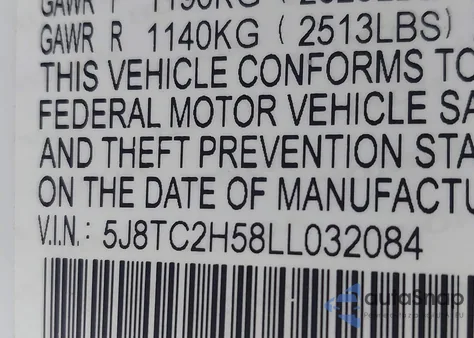 GAWR R 1140KG ( 2513LBS)
THIS VEHICLE CONFORMS TO
FEDERAL MOTOR VEHICLE SA
AND THEFT PREVENTION STA
ON THE DATE OF MANUFACTU
V.I.N.: 5J8TC2H58LL032084
autoSnap